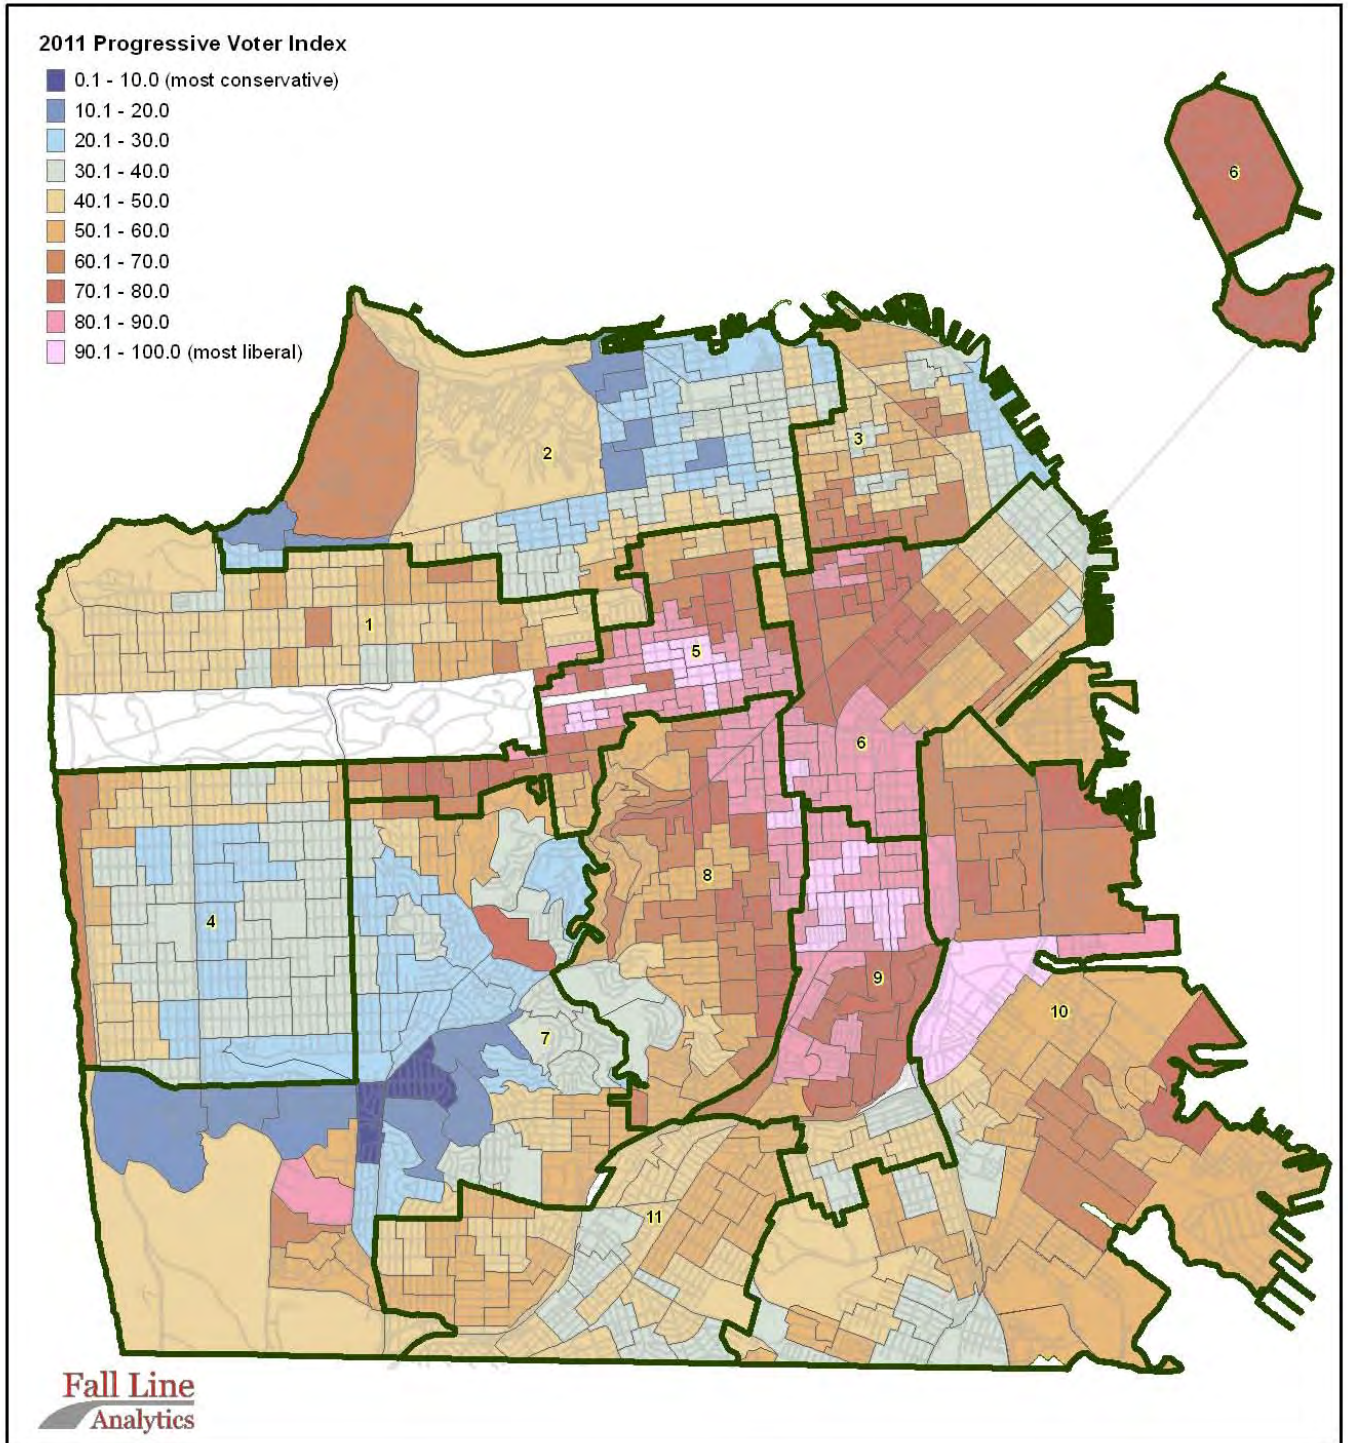 2011 Progressive Voter Index
0.1 - 10.0 (most conservative)
10.1 - 20.0
20.1 - 30.0
30.1 - 40.0
40.1 - 50.0
50.1 - 60.0
60.1 - 70.0
70.1 - 80.0
80.1 - 90.0
90.1 - 100.0 (most liberal)
6
3
2
1
5
6
8
4
9
10
7
11
Fall Line
Analytics